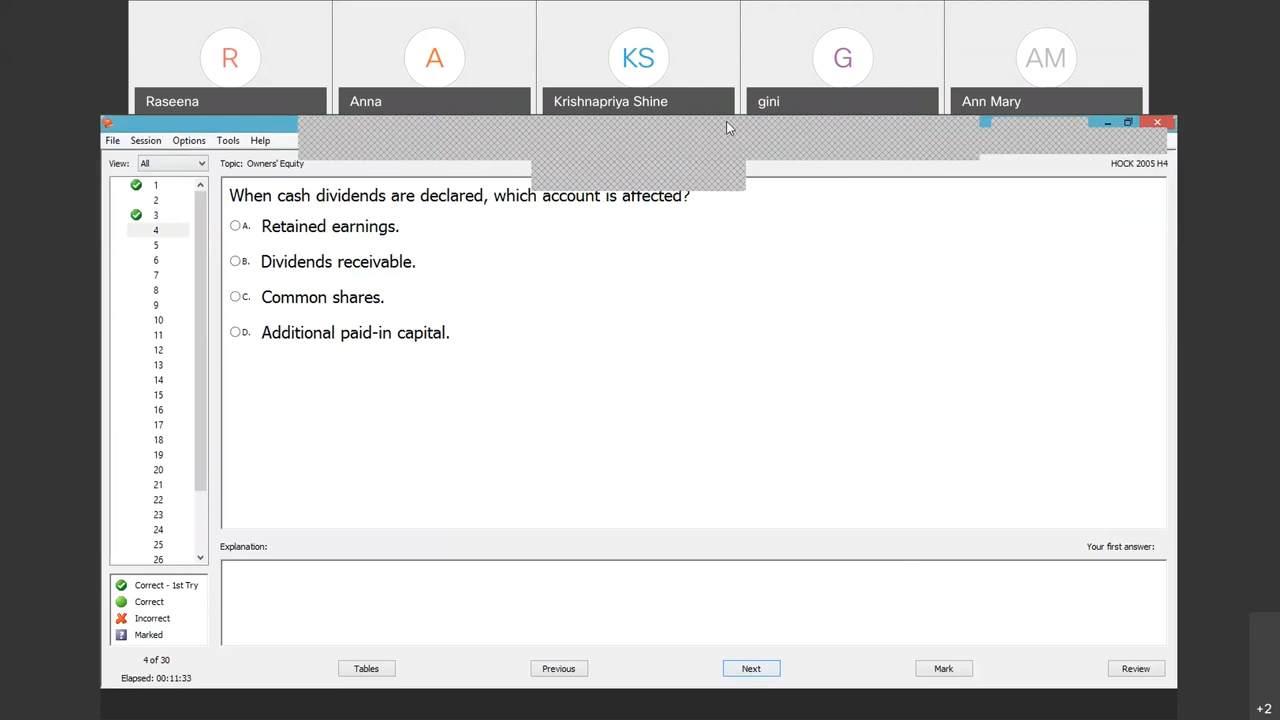 R
A
KS
G
AM
Raseena
Anna
Krishnapriya Shine
gini
Ann Mary
File Session Options Tools Help
View: All
Topic: Owners' Equity
HOCK 2005 H4
1
2
3
4
5
6
7
8
9
10
11
12
13
14
15
16
17
18
19
20
21
22
23
24
25
26
When cash dividends are declared, which account is affected?
A. Retained earnings.
B. Dividends receivable.
C. Common shares.
D. Additional paid-in capital.
Explanation:
Your first answer:
Correct - 1st Try
Correct
Incorrect
? Marked
4 of 30
Elapsed: 00:11:33
Tables
Previous
Next
Mark
Review
+2